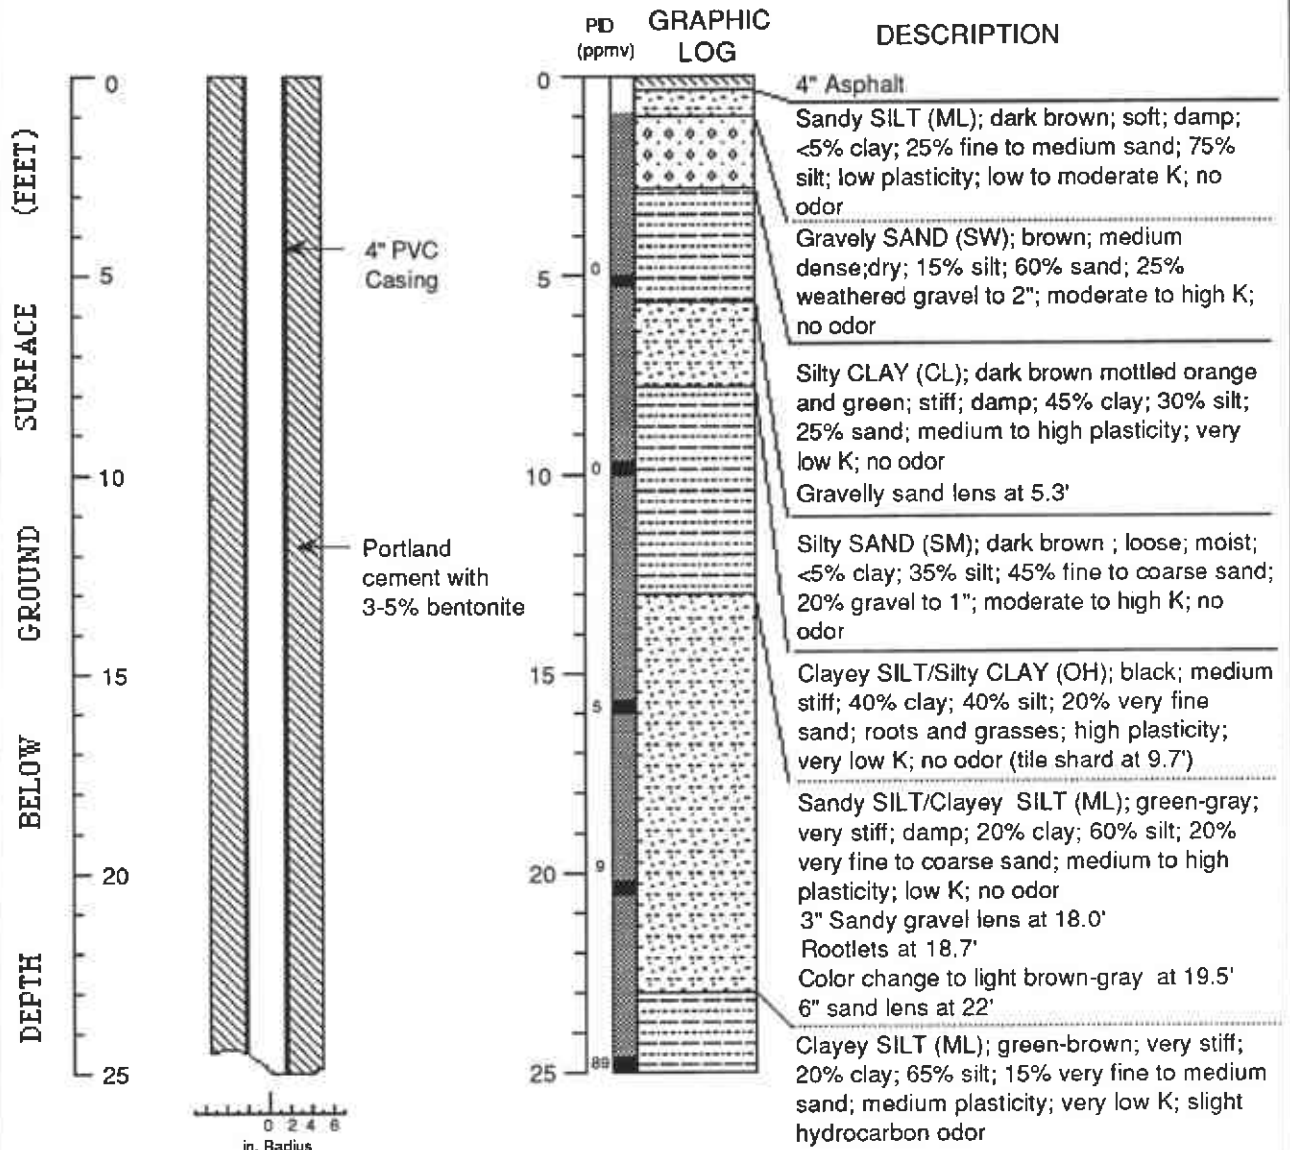 PID
(ppmv)
GRAPHIC
LOG
DESCRIPTION
DEPTH BELOW GROUND SURFACE (FEET)
0
5
10
15
20
25
4" PVC
Casing
Portland
cement with
3-5% bentonite
0 2 4 6
in. Radius
0
5
10
15
20
25
0
0
5
9
89
4" Asphalt
Sandy SILT (ML); dark brown; soft; damp;
<5% clay; 25% fine to medium sand; 75%
silt; low plasticity; low to moderate K; no
odor
Gravely SAND (SW); brown; medium
dense;dry; 15% silt; 60% sand; 25%
weathered gravel to 2"; moderate to high K;
no odor
Silty CLAY (CL); dark brown mottled orange
and green; stiff; damp; 45% clay; 30% silt;
25% sand; medium to high plasticity; very
low K; no odor
Gravelly sand lens at 5.3'
Silty SAND (SM); dark brown ; loose; moist;
<5% clay; 35% silt; 45% fine to coarse sand;
20% gravel to 1"; moderate to high K; no
odor
Clayey SILT/Silty CLAY (OH); black; medium
stiff; 40% clay; 40% silt; 20% very fine
sand; roots and grasses; high plasticity;
very low K; no odor (tile shard at 9.7')
Sandy SILT/Clayey SILT (ML); green-gray;
very stiff; damp; 20% clay; 60% silt; 20%
very fine to coarse sand; medium to high
plasticity; low K; no odor
3" Sandy gravel lens at 18.0'
Rootlets at 18.7'
Color change to light brown-gray at 19.5'
6" sand lens at 22'
Clayey SILT (ML); green-brown; very stiff;
20% clay; 65% silt; 15% very fine to medium
sand; medium plasticity; very low K; slight
hydrocarbon odor